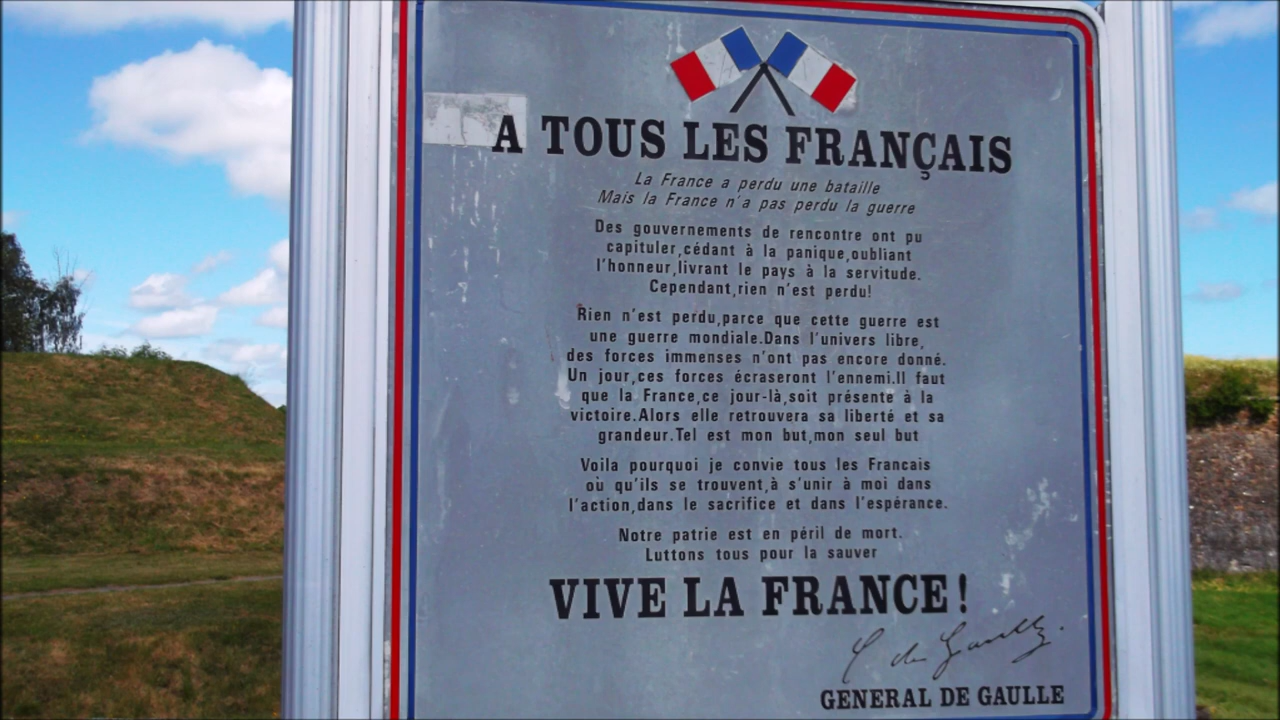 A TOUS LES FRANÇAIS
La France a perdu une bataille
Mais la France n'a pas perdu la guerre
Des gouvernements de rencontre ont pu
capituler,cédant à la panique,oubliant
l'honneur,livrant le pays à la servitude.
Cependant,rien n'est perdu!
Rien n'est perdu,parce que cette guerre est
une guerre mondiale.Dans l'univers libre,
des forces immenses n'ont pas encore donné.
Un jour,ces forces écraseront l'ennemi.Il faut
que la France,ce jour-là,soit présente à la
victoire.Alors elle retrouvera sa liberté et sa
grandeur.Tel est mon but,mon seul but
Voila pourquoi je convie tous les Francais
où qu'ils se trouvent,à s'unir à moi dans
l'action,dans le sacrifice et dans l'espérance.
Notre patrie est en péril de mort.
Luttons tous pour la sauver
VIVE LA FRANCE!
C de Gaulle.
GENERAL DE GAULLE